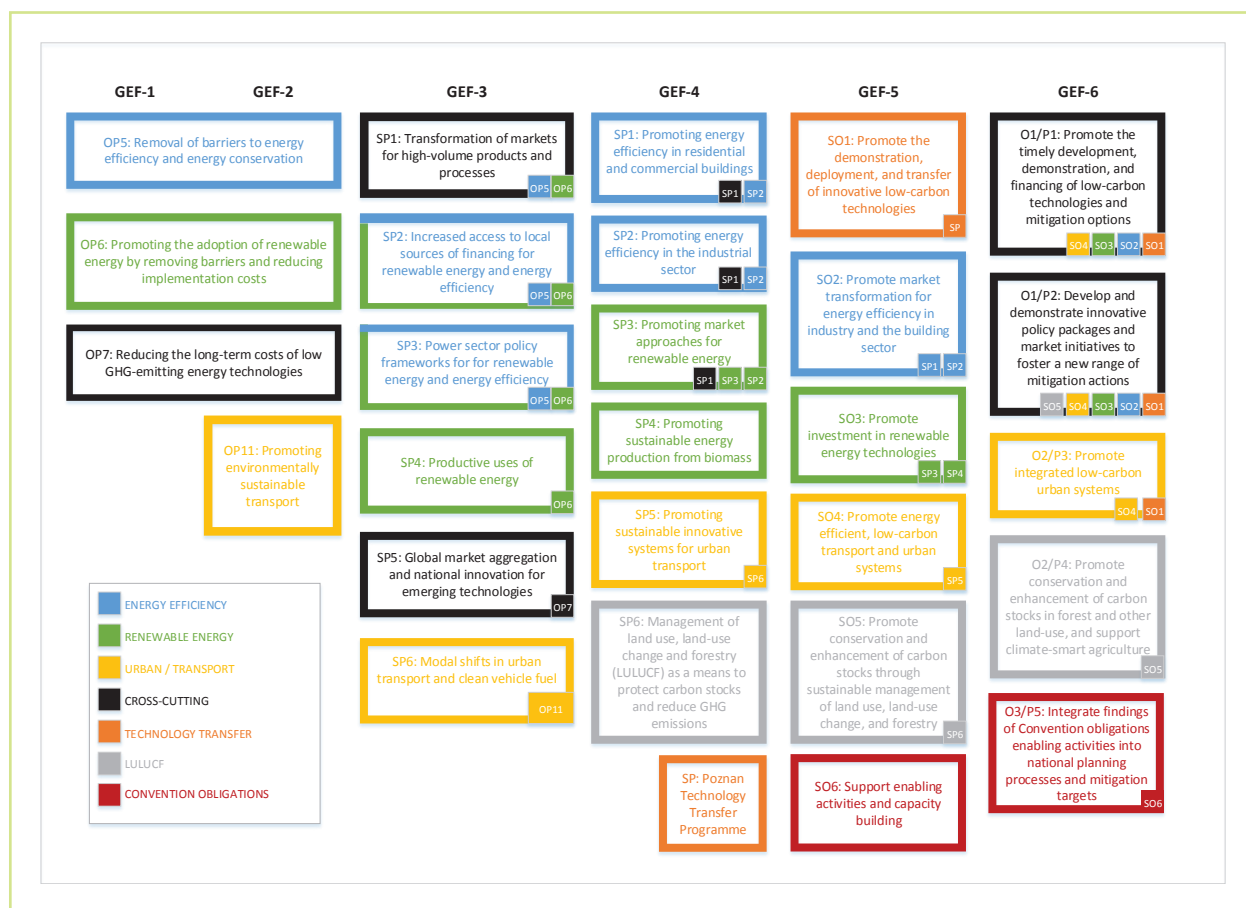 GEF-1
GEF-2
GEF-3
GEF-4
GEF-5
GEF-6
OP5: Removal of barriers to energy
efficiency and energy conservation
OP6: Promoting the adoption of renewable
energy by removing barriers and reducing
implementation costs
OP7: Reducing the long-term costs of low
GHG-emitting energy technologies
OP11: Promoting
environmentally
sustainable
transport
ENERGY EFFICIENCY
RENEWABLE ENERGY
URBAN / TRANSPORT
CROSS-CUTTING
TECHNOLOGY TRANSFER
LULUCF
CONVENTION OBLIGATIONS
SP1: Transformation of markets
for high-volume products and
processes
OP5 OP6
SP2: Increased access to local
sources of financing for
renewable energy and energy
efficiency
OP5 OP6
SP3: Power sector policy
frameworks for for renewable
energy and energy efficiency
OP5 OP6
SP4: Productive uses of
renewable energy
OP6
SP5: Global market aggregation
and national innovation for
emerging technologies
OP7
SP6: Modal shifts in urban
transport and clean vehicle fuel
OP11
SP1: Promoting energy
efficiency in residential
and commercial buildings
SP1 SP2
SP2: Promoting energy
efficiency in the industrial
sector
SP1 SP2
SP3: Promoting market
approaches for
renewable energy
SP1 SP3 SP2
SP4: Promoting
sustainable energy
production from biomass
SP5: Promoting
sustainable innovative
systems for urban
transport
SP6
SP6: Management of
land use, land-use
change and forestry
(LULUCF) as a means to
protect carbon stocks
and reduce GHG
emissions
SP: Poznan
Technology
Transfer
Programme
SO1: Promote the
demonstration,
deployment, and transfer
of innovative low-carbon
technologies
SP
SO2: Promote market
transformation for
energy efficiency in
industry and the building
sector
SP1 SP2
SO3: Promote
investment in renewable
energy technologies
SP3 SP4
SO4: Promote energy
efficient, low-carbon
transport and urban
systems
SP5
SO5: Promote
conservation and
enhancement of carbon
stocks through
sustainable management
of land use, land-use
change, and forestry
SP6
SO6: Support enabling
activities and capacity
building
O1/P1: Promote the
timely development,
demonstration, and
financing of low-carbon
technologies and
mitigation options
SO4 SO3 SO2 SO1
O1/P2: Develop and
demonstrate innovative
policy packages and
market initiatives to
foster a new range of
mitigation actions
SO5 SO4 SO3 SO2 SO1
O2/P3: Promote
integrated low-carbon
urban systems
SO4 SO1
O2/P4: Promote
conservation and
enhancement of carbon
stocks in forest and other
land-use, and support
climate-smart agriculture
SO5
O3/P5: Integrate findings
of Convention obligations
enabling activities into
national planning
processes and mitigation
targets
SO6